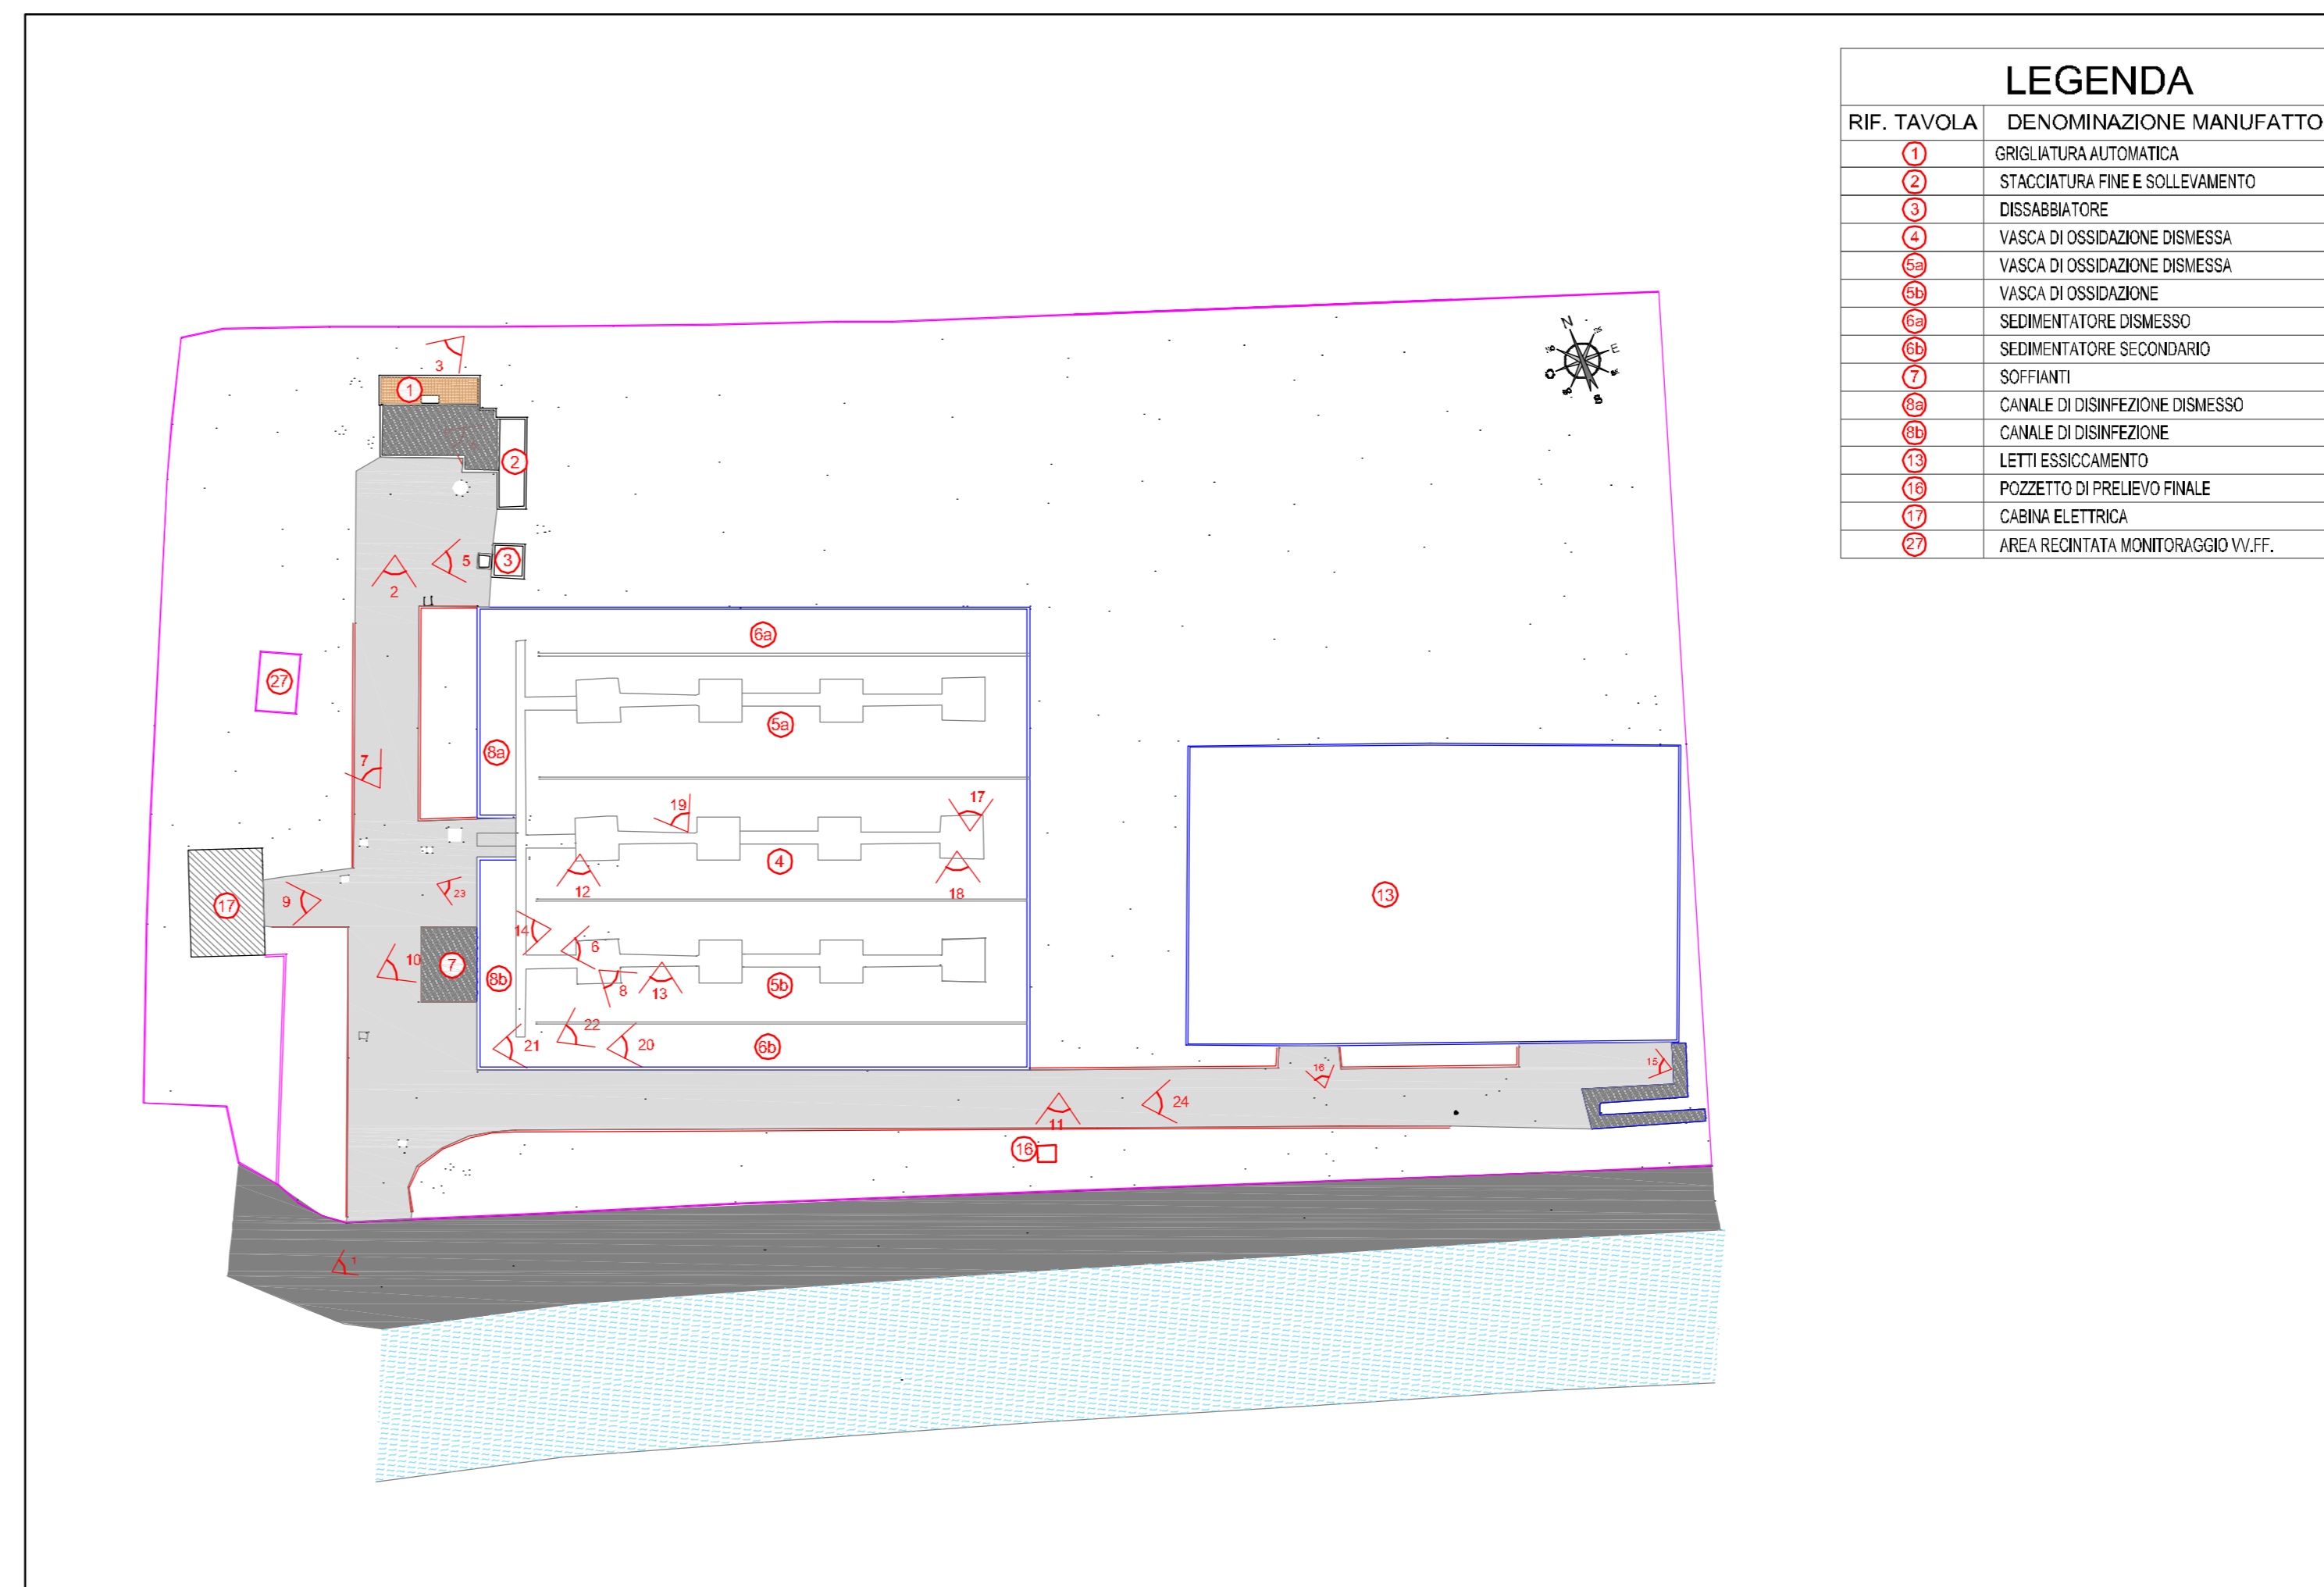 LEGENDA
RIF. TAVOLA DENOMINAZIONE MANUFATTO
1 GRIGLIATURA AUTOMATICA
2 STACCIATURA FINE E SOLLEVAMENTO
3 DISSABBIATORE
4 VASCA DI OSSIDAZIONE DISMESSA
5a VASCA DI OSSIDAZIONE DISMESSA
5b VASCA DI OSSIDAZIONE
6a SEDIMENTATORE DISMESSO
6b SEDIMENTATORE SECONDARIO
7 SOFFIANTI
8a CANALE DI DISINFEZIONE DISMESSO
8b CANALE DI DISINFEZIONE
13 LETTI ESSICCAMENTO
16 POZZETTO DI PRELIEVO FINALE
17 CABINA ELETTRICA
27 AREA RECINTATA MONITORAGGIO VV.FF.
N
E
O
S
3
1
2
5
3
2
6a
27
5a
8a
7
19
17
4
12
18
17
9
23
13
14
6
10
7
8b
8
13
5b
22
21
20
6b
15
16
24
11
16
1